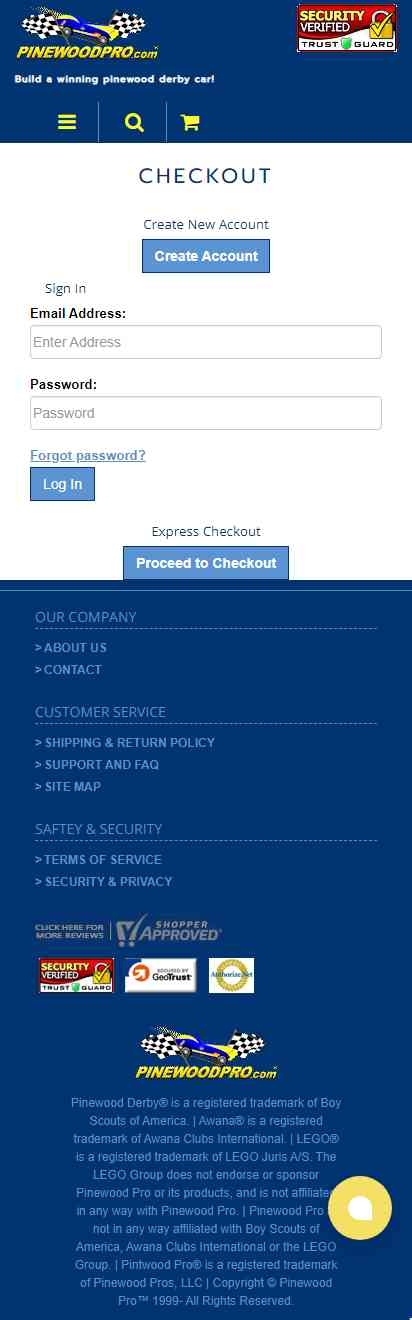 PINEWOODPRO.com
SECURITY
VERIFIED
TRUST GUARD
Build a winning pinewood derby car!
CHECKOUT
Create New Account
Create Account
Sign In
Email Address:
Enter Address
Password:
Password
Forgot password?
Log In
Express Checkout
Proceed to Checkout
OUR COMPANY
> ABOUT US
> CONTACT
CUSTOMER SERVICE
> SHIPPING & RETURN POLICY
> SUPPORT AND FAQ
> SITE MAP
SAFTEY & SECURITY
> TERMS OF SERVICE
> SECURITY & PRIVACY
CLICK HERE FOR
MORE REVIEWS
SHOPPER
APPROVED
SECURITY
VERIFIED
TRUST GUARD
SECURED BY
GeoTrust
Authorize.Net
PINEWOODPRO.com
Pinewood Derby® is a registered trademark of Boy
Scouts of America. | Awana® is a registered
trademark of Awana Clubs International. | LEGO®
is a registered trademark of LEGO Juris A/S. The
LEGO Group does not endorse or sponsor
Pinewood Pro or its products, and is not affiliated
in any way with Pinewood Pro. | Pinewood Pro
not in any way affiliated with Boy Scouts of
America, Awana Clubs International or the LEGO
Group. | Pintwood Pro® is a registered trademark
of Pinewood Pros, LLC | Copyright © Pinewood
Pro™ 1999- All Rights Reserved.